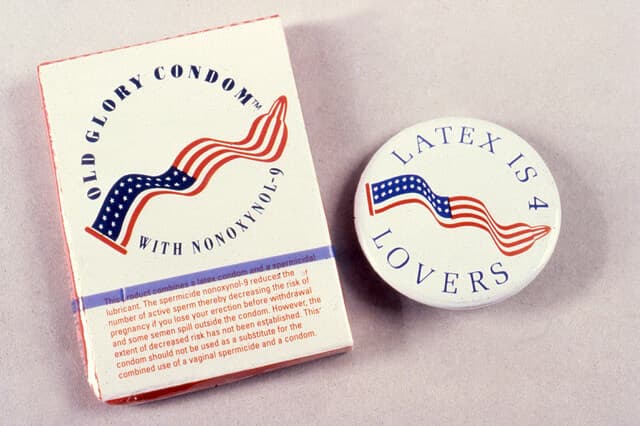 OLD GLORY CONDOM™
WITH NONOXYNOL-9
This product combines a latex condom and a spermicidal
lubricant. The spermicide nonoxynol-9 reduces the
number of active sperm thereby decreasing the risk of
pregnancy if you lose your erection before withdrawal
and some semen spill outside the condom. However, the
extent of decreased risk has not been established. This
condom should not be used as a substitute for the
combined use of a vaginal spermicide and a condom.
LATEX IS 4
LOVERS